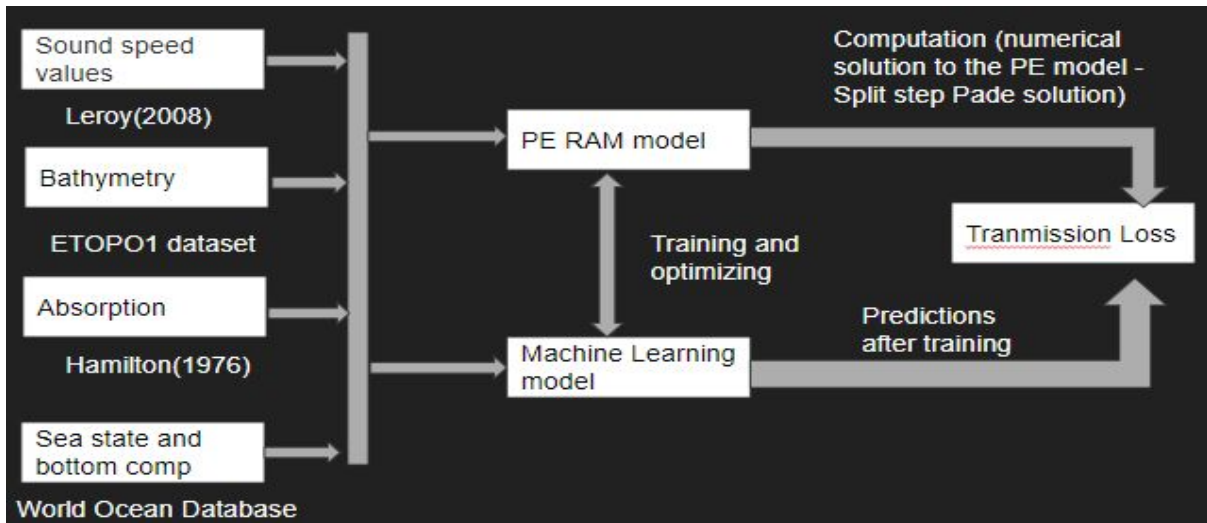 Sound speed
values
Leroy(2008)
Bathymetry
ETOPO1 dataset
Absorption
Hamilton(1976)
Sea state and
bottom comp
World Ocean Database
PE RAM model
Training and
optimizing
Machine Learning
model
Computation (numerical
solution to the PE model -
Split step Pade solution)
Tranmission Loss
Predictions
after training